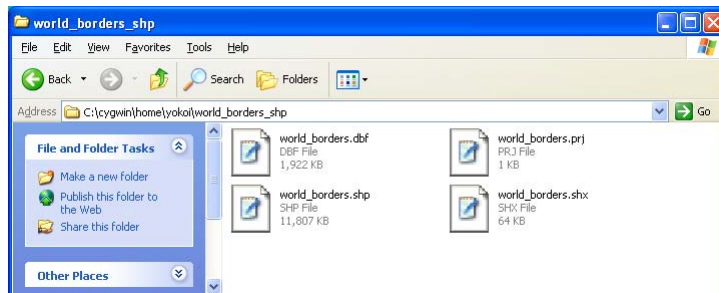 world_borders_shp
File Edit View Favorites Tools Help
Back Search Folders
Address C:\cygwin\home\yokoi\world_borders_shp Go
File and Folder Tasks
Make a new folder
Publish this folder to
the Web
Share this folder
Other Places
world_borders.dbf
DBF File
1,922 KB
world_borders.prj
PRJ File
1 KB
world_borders.shp
SHP File
11,807 KB
world_borders.shx
SHX File
64 KB